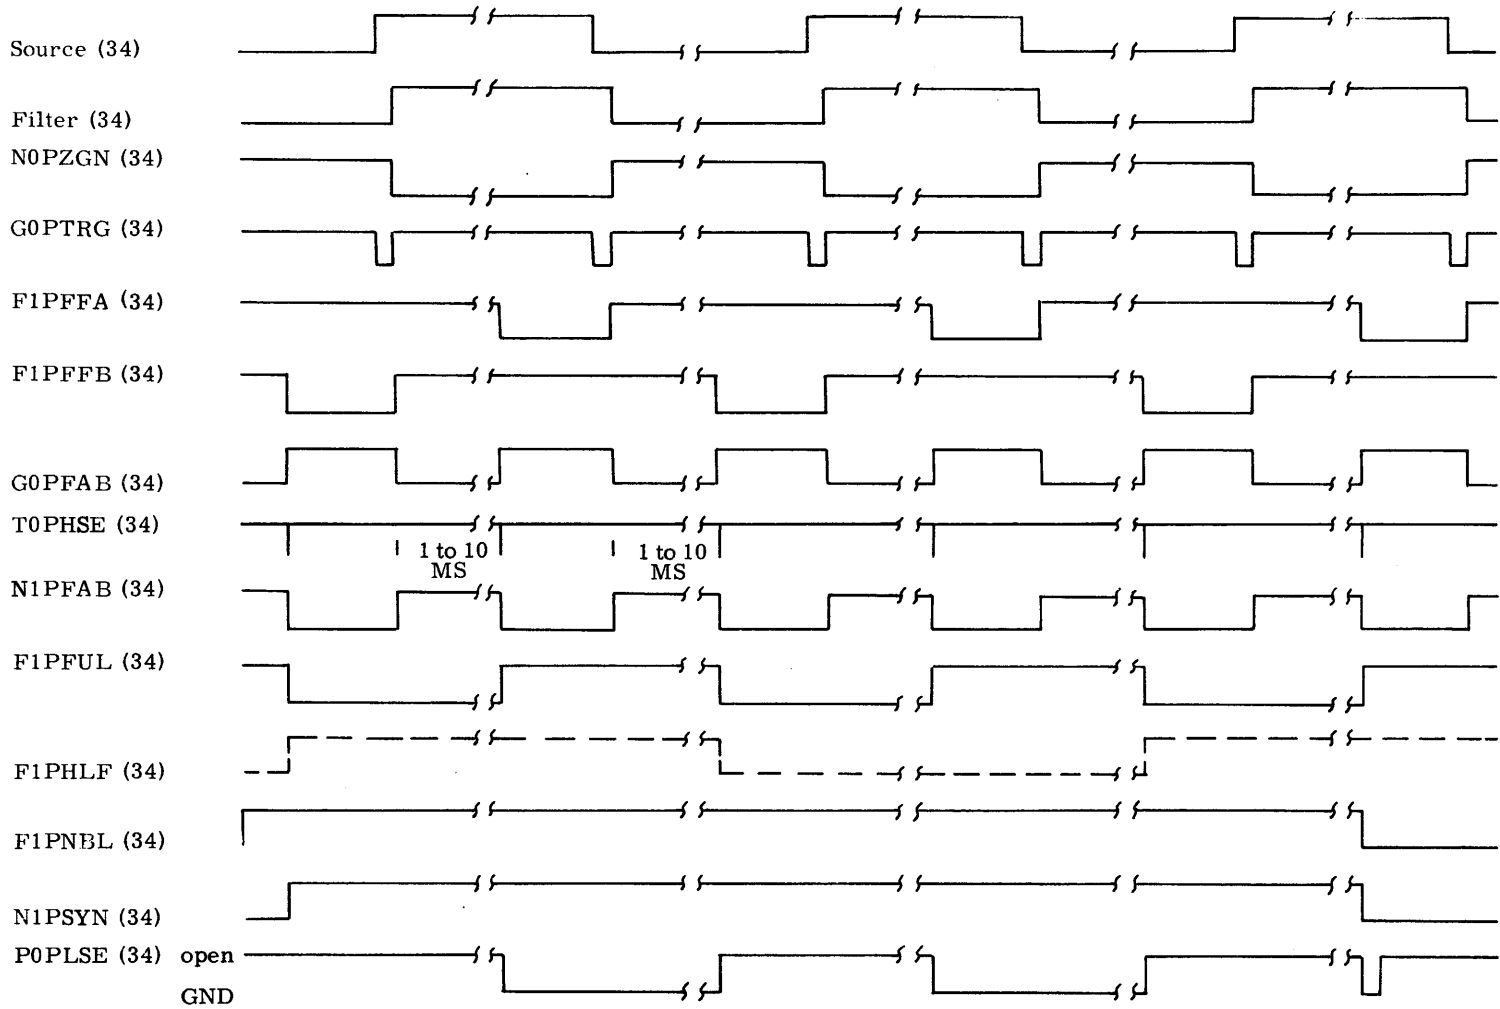 Source (34)
Filter (34)
N0PZGN (34)
G0PTRG (34)
F1PFFA (34)
F1PFFB (34)
G0PFAB (34)
T0PHSE (34)
1 to 10
MS
1 to 10
MS
N1PFAB (34)
F1PFUL (34)
F1PHLF (34)
F1PNBL (34)
N1PSYN (34)
P0PLSE (34) open
GND